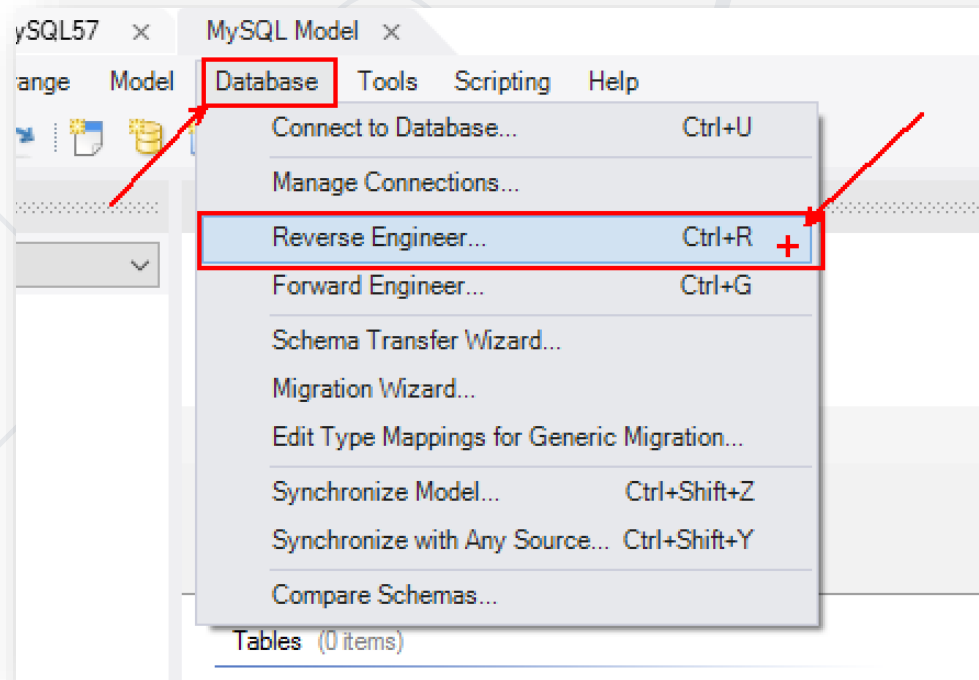 ySQL57 × MySQL Model ×
range Model Database Tools Scripting Help
Connect to Database... Ctrl+U
Manage Connections...
Reverse Engineer... Ctrl+R
Forward Engineer... Ctrl+G
Schema Transfer Wizard...
Migration Wizard...
Edit Type Mappings for Generic Migration...
Synchronize Model... Ctrl+Shift+Z
Synchronize with Any Source... Ctrl+Shift+Y
Compare Schemas...
Tables (0 items)